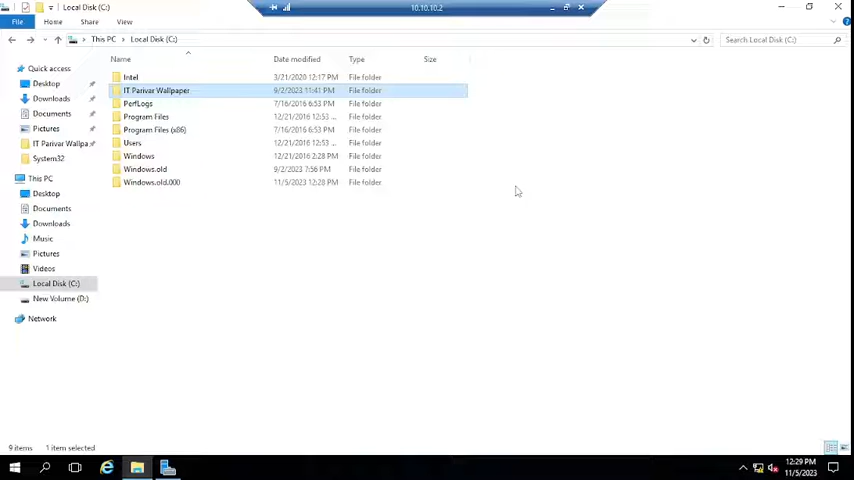 Local Disk (C:)
10.10.10.2
File Home Share View
This PC Local Disk (C:)
Search Local Disk (C:)
Name Date modified Type Size
Quick access
Desktop
Downloads
Documents
Pictures
IT Parivar Wallpa
System32
This PC
Desktop
Documents
Downloads
Music
Pictures
Videos
Local Disk (C:)
New Volume (D:)
Network
Intel 3/21/2020 12:17 PM File folder
IT Parivar Wallpaper 9/2/2023 11:41 PM File folder
PerfLogs 7/16/2016 6:53 PM File folder
Program Files 12/21/2016 12:53 ... File folder
Program Files (x86) 7/16/2016 6:53 PM File folder
Users 12/21/2016 12:53 ... File folder
Windows 12/21/2016 2:28 PM File folder
Windows.old 9/2/2023 7:56 PM File folder
Windows.old.000 11/5/2023 12:28 PM File folder
9 items 1 item selected
12:29 PM
11/5/2023